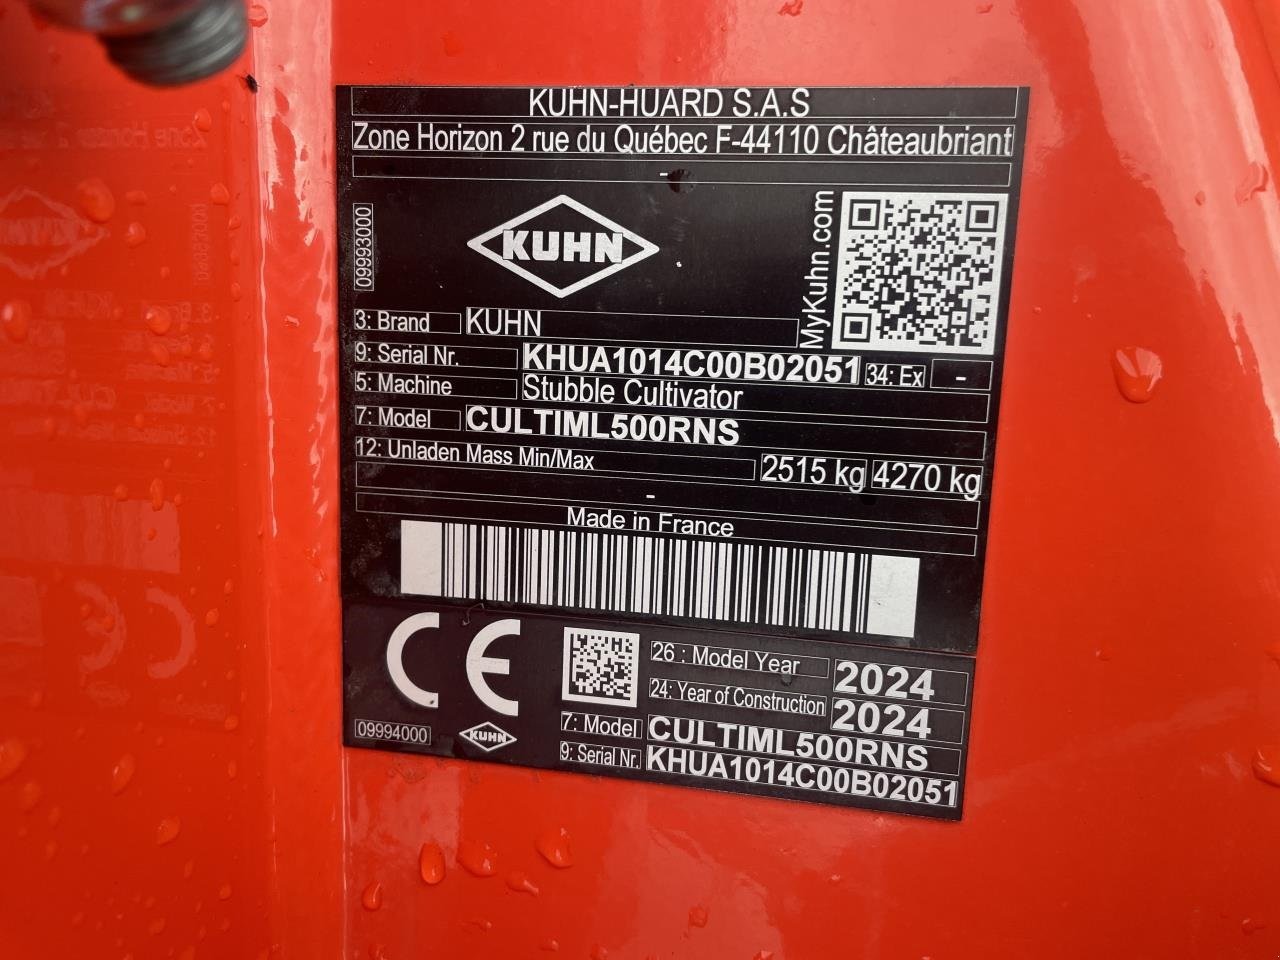 KUHN-HUARD S.A.S
Zone Horizon 2 rue du Québec F-44110 Châteaubriant
-
09993000
KUHN
MyKuhn.com
3: Brand KUHN
9: Serial Nr. KHUA1014C00B02051 34: Ex -
5: Machine Stubble Cultivator
7: Model CULTIML500RNS
12: Unladen Mass Min/Max 2515 kg 4270 kg
-
Made in France
CE
26 : Model Year 2024
24: Year of Construction 2024
7: Model CULTIML500RNS
9: Serial Nr. KHUA1014C00B02051
09994000
KUHN